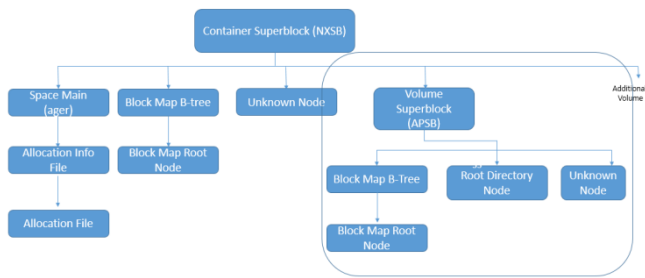 Container Superblock (NXSB)
Space Main
(ager)
Block Map B-tree
Unknown Node
Volume
Superblock
(APSB)
Additiona
Volume
Allocation Info
File
Block Map Root
Node
Block Map B-Tree
Root Directory
Node
Unknown
Node
Allocation File
Block Map Root
Node